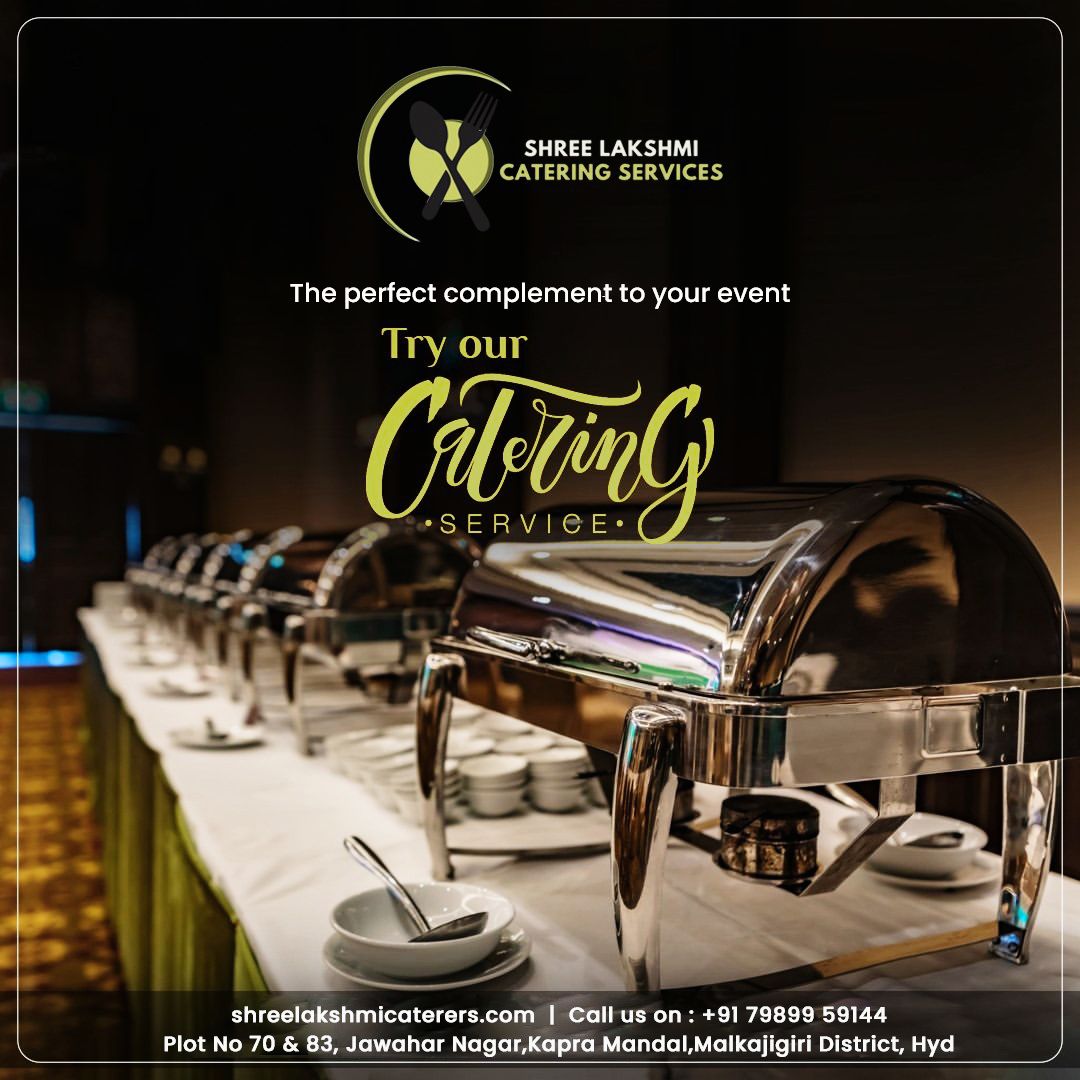 SHREE LAKSHMI
CATERING SERVICES
The perfect complement to your event
Try our
Catering
•SERVICE•
shreelakshmicaterers.com | Call us on : +91 79899 59144
Plot No 70 & 83, Jawahar Nagar,Kapra Mandal,Malkajigiri District, Hyd